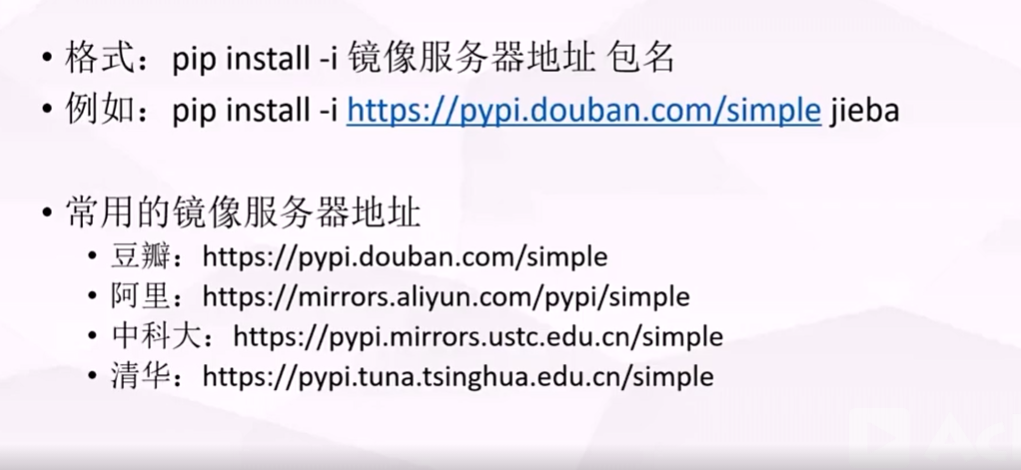 • 格式：pip install -i 镜像服务器地址 包名
• 例如：pip install -i https://pypi.douban.com/simple jieba
• 常用的镜像服务器地址
• 豆瓣：https://pypi.douban.com/simple
• 阿里：https://mirrors.aliyun.com/pypi/simple
• 中科大：https://pypi.mirrors.ustc.edu.cn/simple
• 清华：https://pypi.tuna.tsinghua.edu.cn/simple